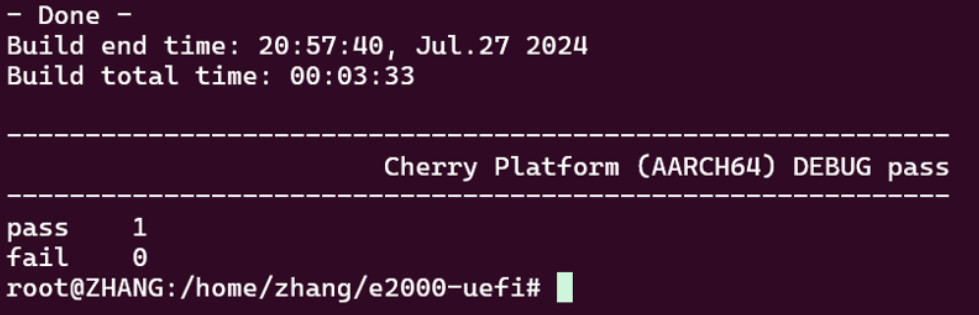 - Done -
Build end time: 20:57:40, Jul.27 2024
Build total time: 00:03:33
------------------------------------------------------------
Cherry Platform (AARCH64) DEBUG pass
------------------------------------------------------------
pass    1
fail    0
root@ZHANG:/home/zhang/e2000-uefi#